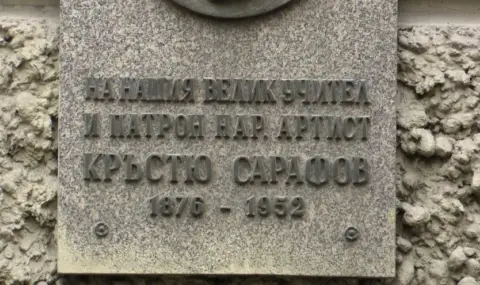 НА НАШИЯ ВЕЛИК УЧИТЕЛ
И ПАТРОН НАР. АРТИСТ
КРЪСТЮ САРАФОВ
1876 - 1952